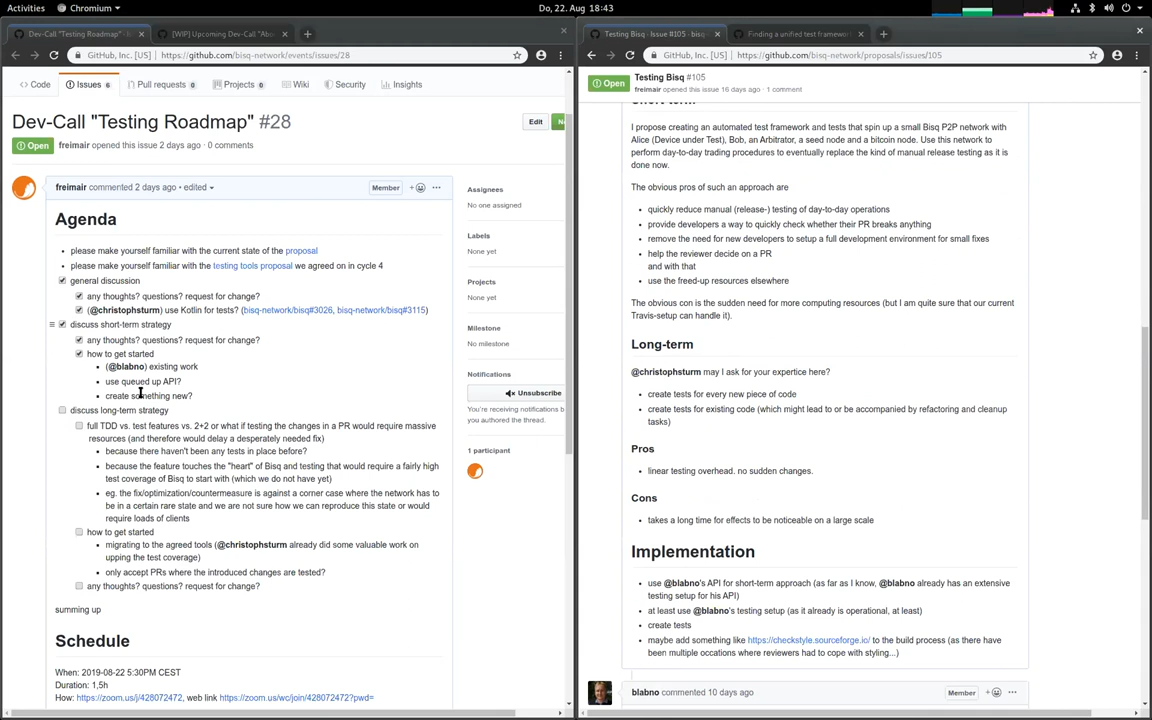 Activities
Chromium
Do, 22. Aug 18:43
Dev-Call "Testing Roadmap"
[WIP] Upcoming Dev-Call "Abo
GitHub, Inc. [US]
https://github.com/bisq-network/events/issues/28
Code
Issues 6
Pull requests 0
Projects 0
Wiki
Security
Insights
Dev-Call "Testing Roadmap" #28
Edit
Open
freimair opened this issue 2 days ago · 0 comments
freimair commented 2 days ago • edited
Member
Agenda
please make yourself familiar with the current state of the proposal
please make yourself familiar with the testing tools proposal we agreed on in cycle 4
general discussion
any thoughts? questions? request for change?
(@christophsturm) use Kotlin for tests? (bisq-network/bisq#3026, bisq-network/bisq#3115)
discuss short-term strategy
any thoughts? questions? request for change?
how to get started
(@blabno) existing work
use queued up API?
create something new?
discuss long-term strategy
full TDD vs. test features vs. 2+2 or what if testing the changes in a PR would require massive
resources (and therefore would delay a desperately needed fix)
because there haven't been any tests in place before?
because the feature touches the "heart" of Bisq and testing that would require a fairly high
test coverage of Bisq to start with (which we do not have yet)
eg. the fix/optimization/countermeasure is against a corner case where the network has to
be in a certain rare state and we are not sure how we can reproduce this state or would
require loads of clients
how to get started
migrating to the agreed tools (@christophsturm already did some valuable work on
upping the test coverage)
only accept PRs where the introduced changes are tested?
any thoughts? questions? request for change?
summing up
Schedule
When: 2019-08-22 5:30PM CEST
Duration: 1,5h
How: https://zoom.us/j/428072472, web link https://zoom.us/wc/join/428072472?pwd=
Assignees
No one assigned
Labels
None yet
Projects
None yet
Milestone
No milestone
Notifications
Unsubscribe
You're receiving notifications b
you authored the thread.
1 participant
Testing Bisq · Issue #105 · bisq-
Finding a unified test framework
GitHub, Inc. [US]
https://github.com/bisq-network/proposals/issues/105
Open
Testing Bisq #105
freimair opened this issue 16 days ago · 1 comment
Short-term
I propose creating an automated test framework and tests that spin up a small Bisq P2P network with
Alice (Device under Test), Bob, an Arbitrator, a seed node and a bitcoin node. Use this network to
perform day-to-day trading procedures to eventually replace the kind of manual release testing as it is
done now.
The obvious pros of such an approach are
quickly reduce manual (release-) testing of day-to-day operations
provide developers a way to quickly check whether their PR breaks anything
remove the need for new developers to setup a full development environment for small fixes
help the reviewer decide on a PR
and with that
use the freed-up resources elsewhere
The obvious con is the sudden need for more computing resources (but I am quite sure that our current
Travis-setup can handle it).
Long-term
@christophsturm may I ask for your expertice here?
create tests for every new piece of code
create tests for existing code (which might lead to or be accompanied by refactoring and cleanup
tasks)
Pros
linear testing overhead. no sudden changes.
Cons
takes a long time for effects to be noticeable on a large scale
Implementation
use @blabno's API for short-term approach (as far as I know, @blabno already has an extensive
testing setup for his API)
at least use @blabno's testing setup (as it already is operational, at least)
create tests
maybe add something like https://checkstyle.sourceforge.io/ to the build process (as there have
been multiple occations where reviewers had to cope with styling...)
blabno commented 10 days ago
Member